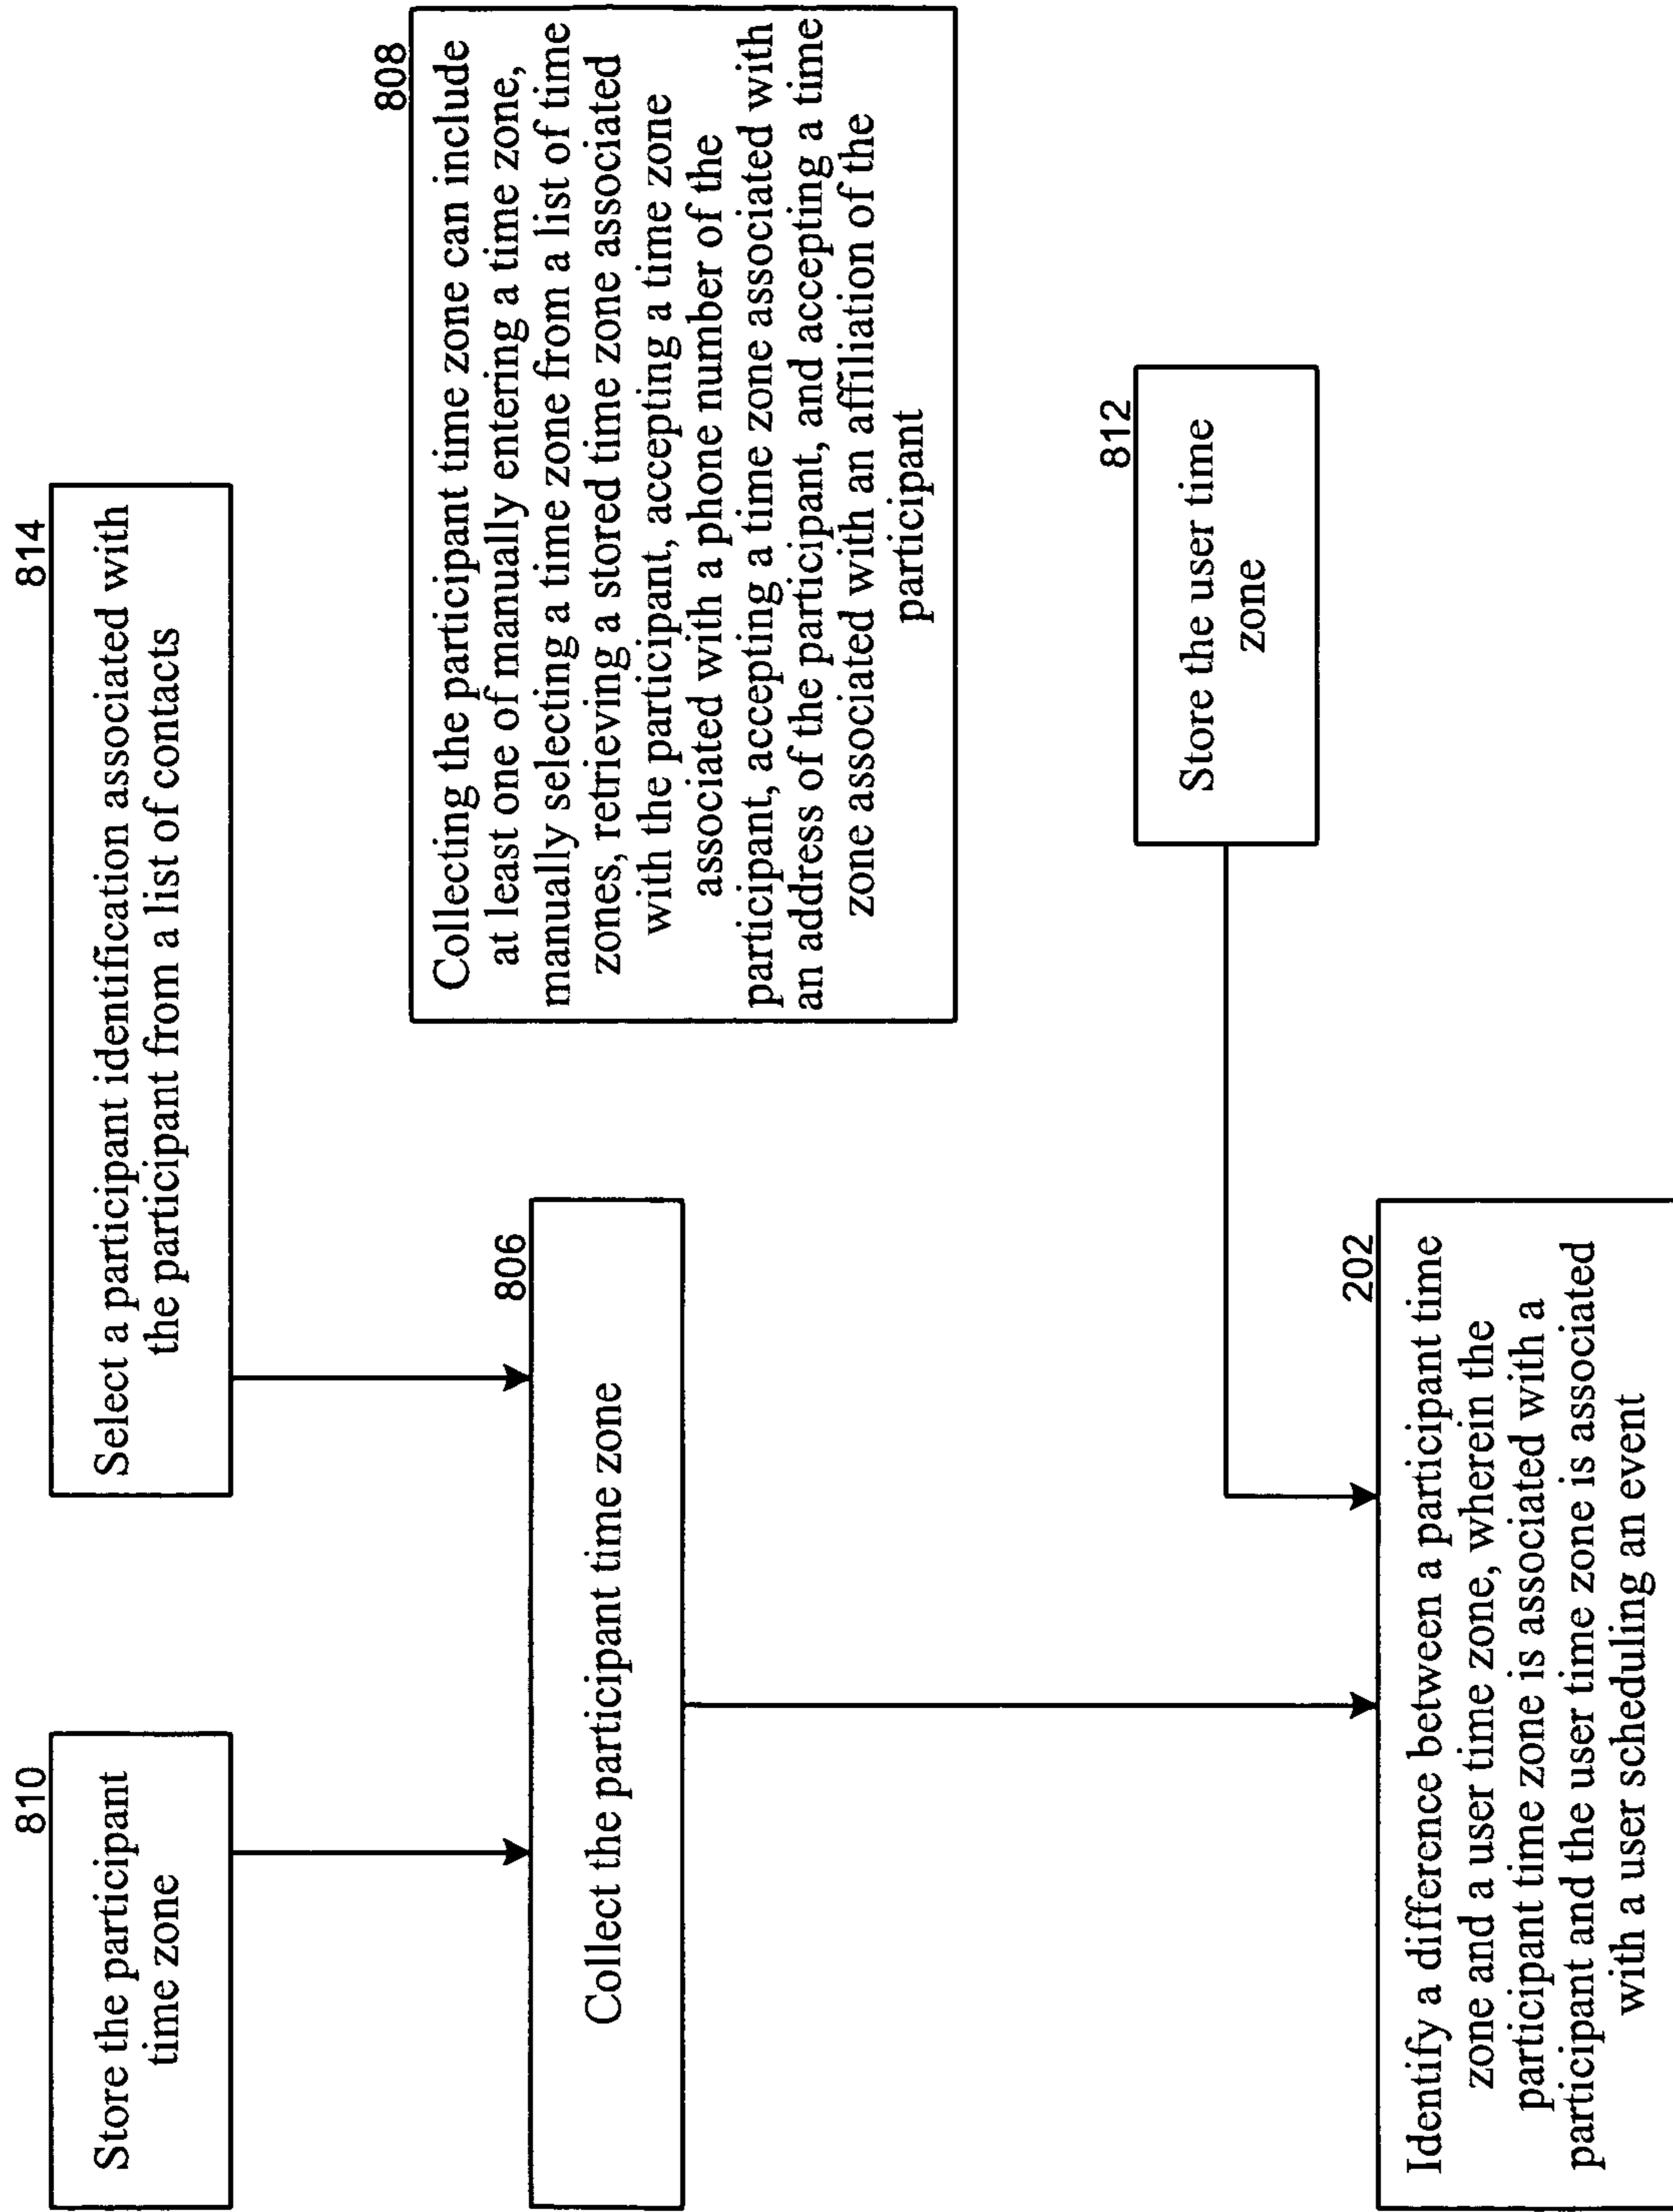 810
Store the participant
time zone
814
Select a participant identification associated with
the participant from a list of contacts
806
Collect the participant time zone
808
Collecting the participant time zone can include
at least one of manually entering a time zone,
manually selecting a time zone from a list of time
zones, retrieving a stored time zone associated
with the participant, accepting a time zone
associated with a phone number of the
participant, accepting a time zone associated with
an address of the participant, and accepting a time
zone associated with an affiliation of the
participant
812
Store the user time
zone
202
Identify a difference between a participant time
zone and a user time zone, wherein the
participant time zone is associated with a
participant and the user time zone is associated
with a user scheduling an event